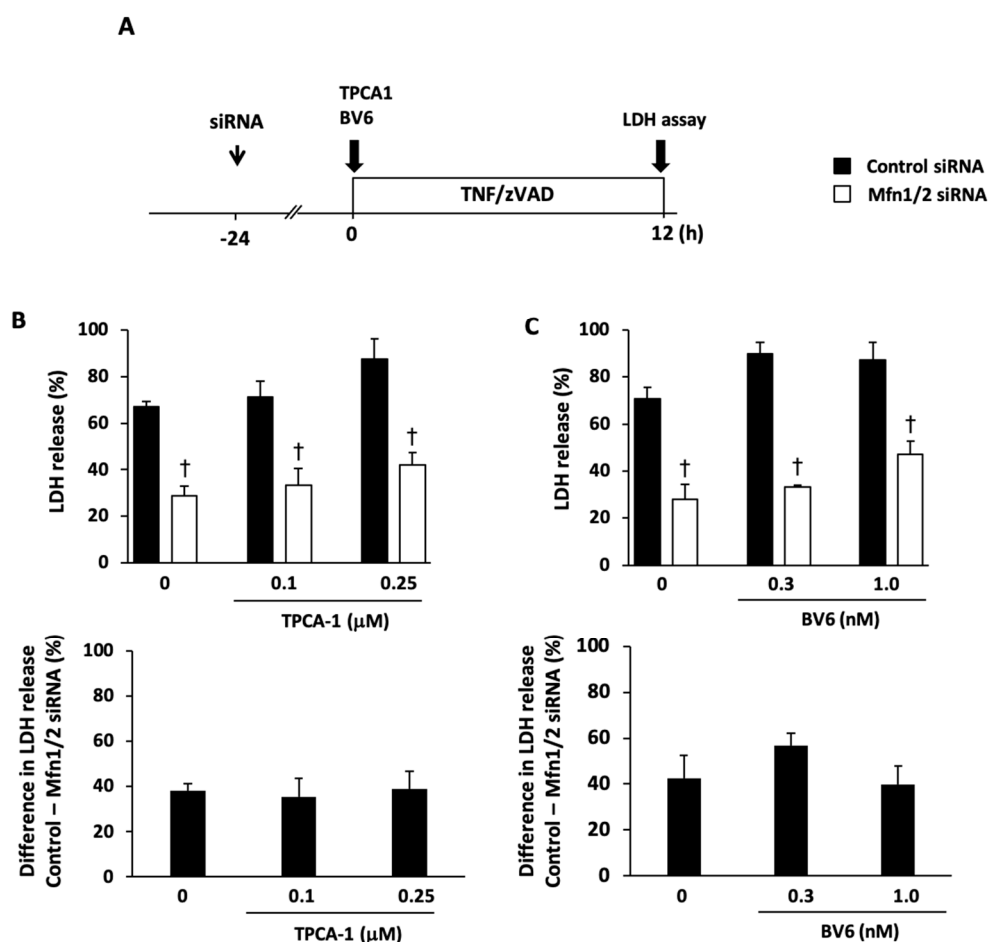 A
siRNA
TPCA1
BV6
LDH assay
TNF/zVAD
-24
0
12 (h)
Control siRNA
Mfn1/2 siRNA
B
LDH release (%)
100
80
60
40
20
0
†
†
†
0
0.1
0.25
TPCA-1 (μM)
C
LDH release (%)
100
80
60
40
20
0
†
†
†
0
0.3
1.0
BV6 (nM)
Difference in LDH release
Control – Mfn1/2 siRNA (%)
100
80
60
40
20
0
0
0.1
0.25
TPCA-1 (μM)
Difference in LDH release
Control – Mfn1/2 siRNA (%)
100
80
60
40
20
0
0
0.3
1.0
BV6 (nM)